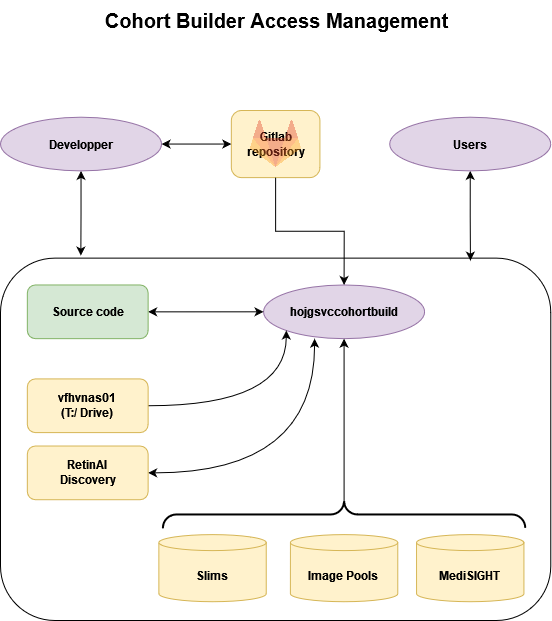 Cohort Builder Access Management
Developper
Gitlab
repository
Users
Source code
hojgsvccohortbuild
vfhvnas01
(T:/ Drive)
RetinAI
Discovery
Slims
Image Pools
MediSIGHT